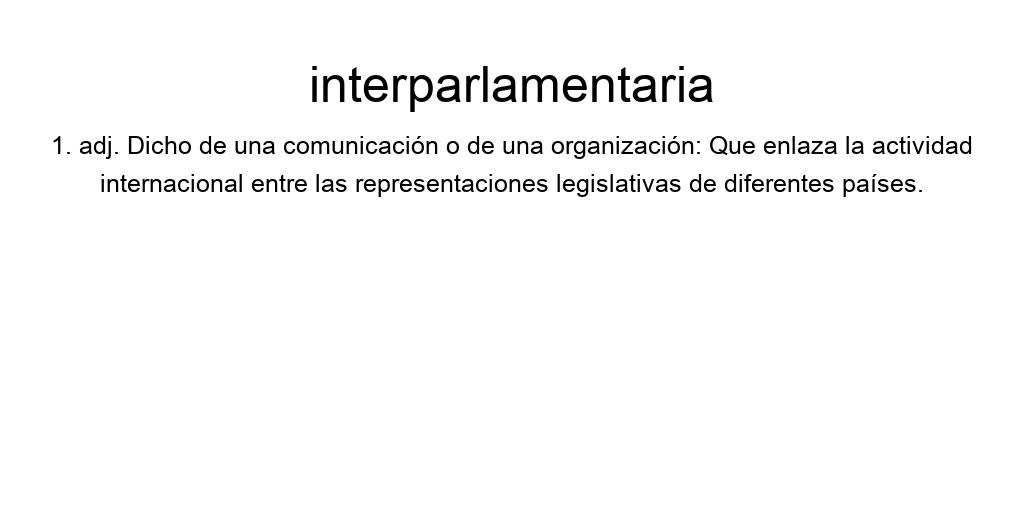 interparlamentaria
1. adj. Dicho de una comunicación o de una organización: Que enlaza la actividad
internacional entre las representaciones legislativas de diferentes países.